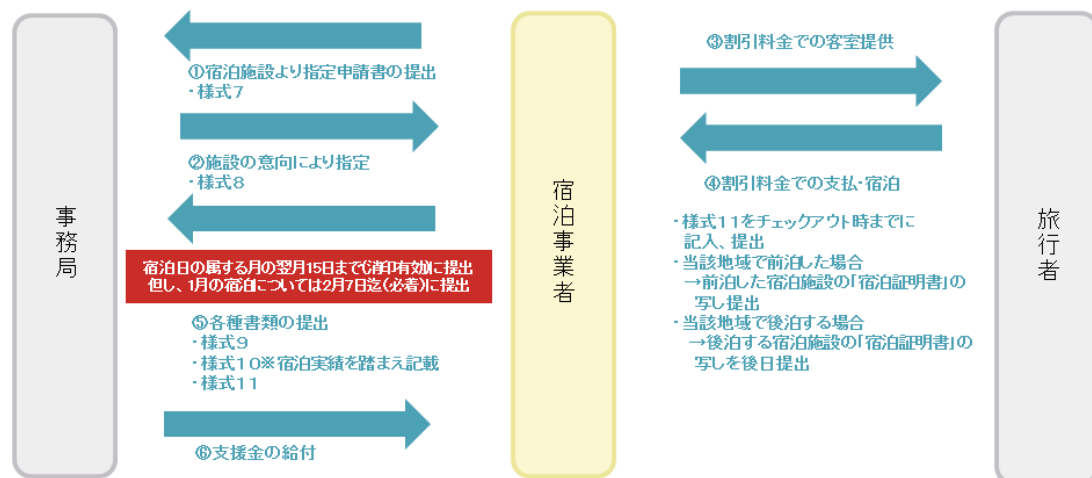 事務局
①宿泊施設より指定申請書の提出
・様式7
②施設の意向により指定
・様式8
宿泊日の属する月の翌月15日まで(消印有効)に提出
但し、1月の宿泊については2月7日迄(必着)に提出
⑤各種書類の提出
・様式9
・様式10※宿泊実績を踏まえ記載
・様式11
⑥支援金の給付
宿泊事業者
③割引料金での客室提供
④割引料金での支払・宿泊
・様式11をチェックアウト時までに
記入、提出
・当該地域で前泊した場合
→前泊した宿泊施設の「宿泊証明書」の
写し提出
・当該地域で後泊する場合
→後泊する宿泊施設の「宿泊証明書」の
写しを後日提出
旅行者